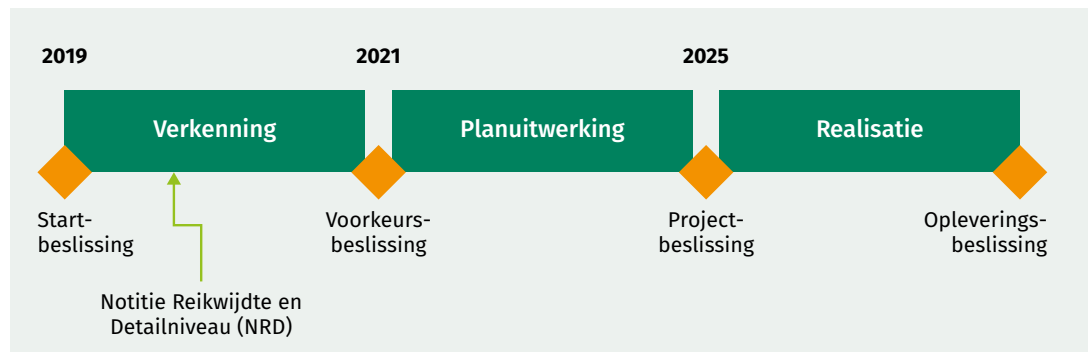 2019
2021
2025
Verkenning
Planuitwerking
Realisatie
Start-
beslissing
Voorkeurs-
beslissing
Project-
beslissing
Opleverings-
beslissing
Notitie Reikwijdte en
Detailniveau (NRD)